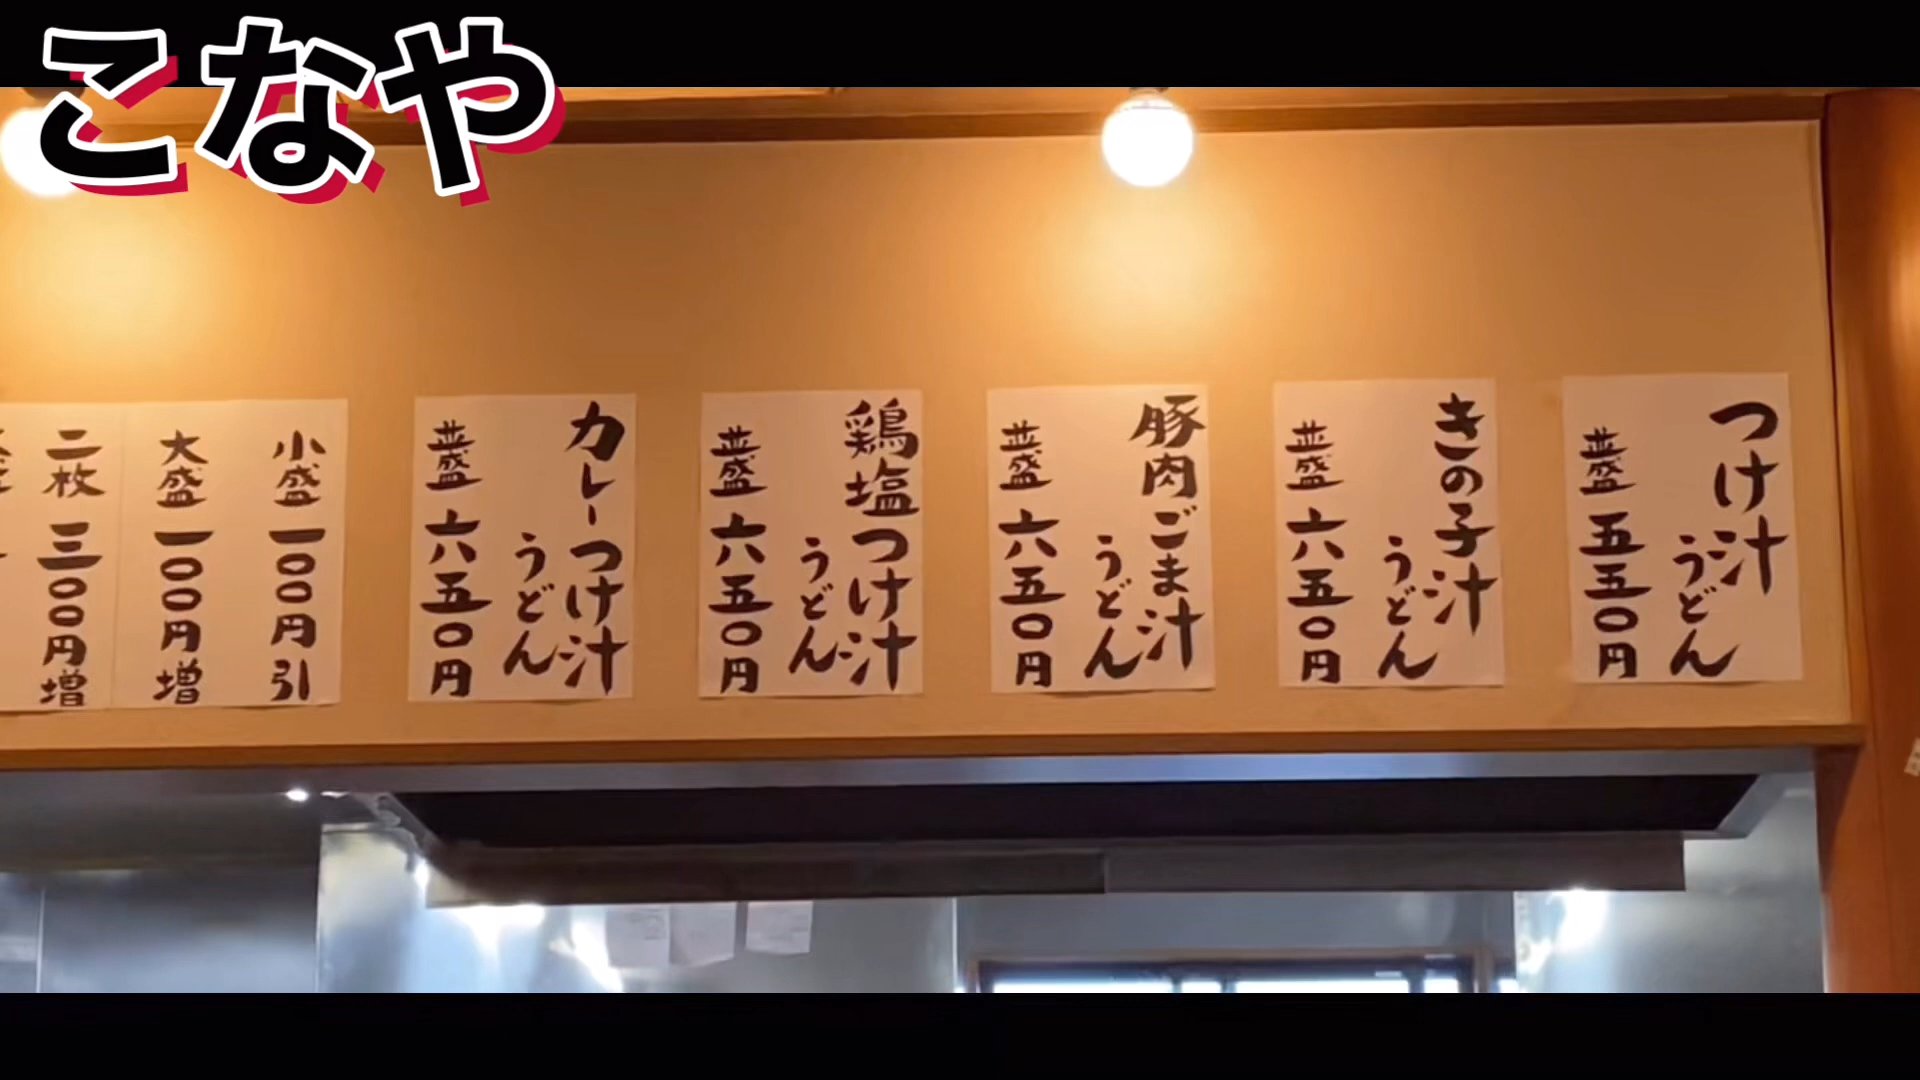 こなや
つけ汁
うどん
並盛 五五〇円
きの子汁
うどん
並盛 六五〇円
豚肉ごま汁
うどん
並盛 六五〇円
鶏塩つけ汁
うどん
並盛 六五〇円
カレーつけ汁
うどん
並盛 六五〇円
小盛 一〇〇円引
大盛 一〇〇円増
二枚 三〇〇円増